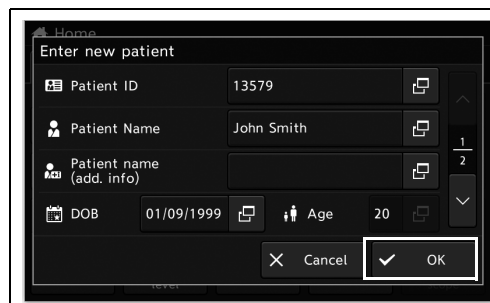 Home
Enter new patient
Patient ID 13579
Patient Name John Smith
Patient name
(add. info)
1
2
DOB 01/09/1999 Age 20
Cancel OK
level